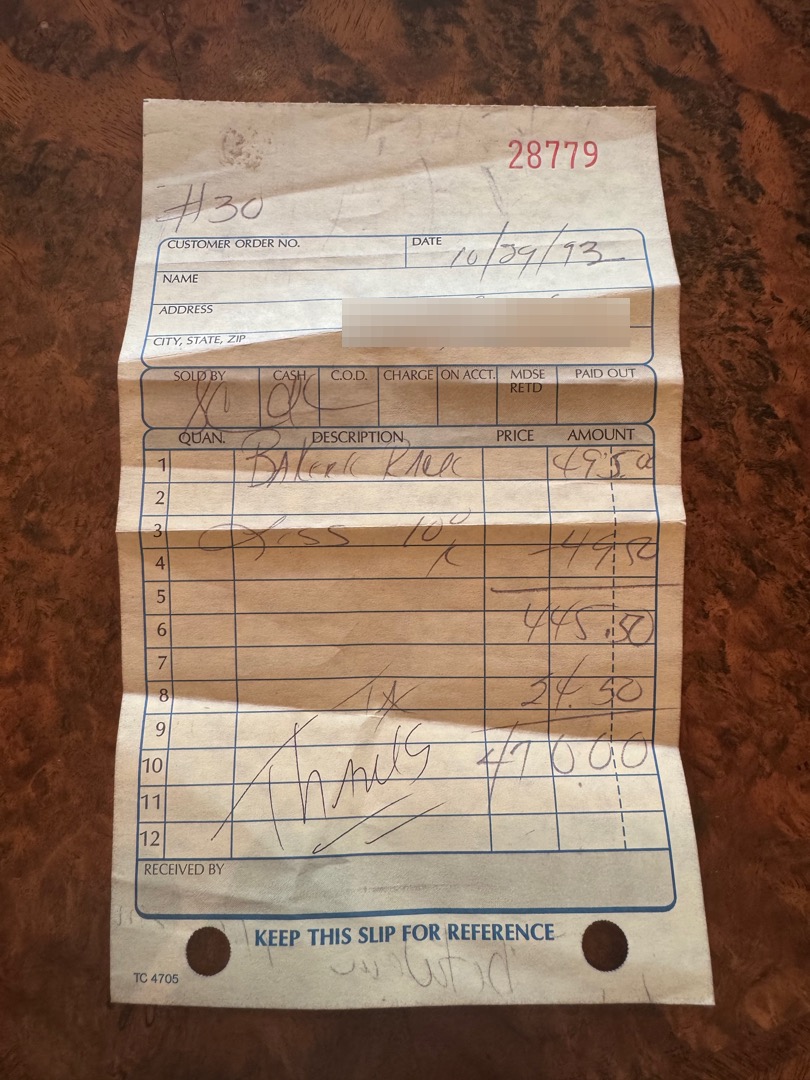 28779
#30
CUSTOMER ORDER NO. DATE 10/29/93
NAME
ADDRESS
CITY, STATE, ZIP
SOLD BY CASH C.O.D. CHARGE ON ACCT. MDSE RETD PAID OUT
QUAN. DESCRIPTION PRICE AMOUNT
1 Rack 495.00
2
3 Less 10%
4 -49.50
5
6 445.50
7
8 TX 24.50
9
10 Thanks 470.00
11
12
RECEIVED BY
KEEP THIS SLIP FOR REFERENCE
TC 4705